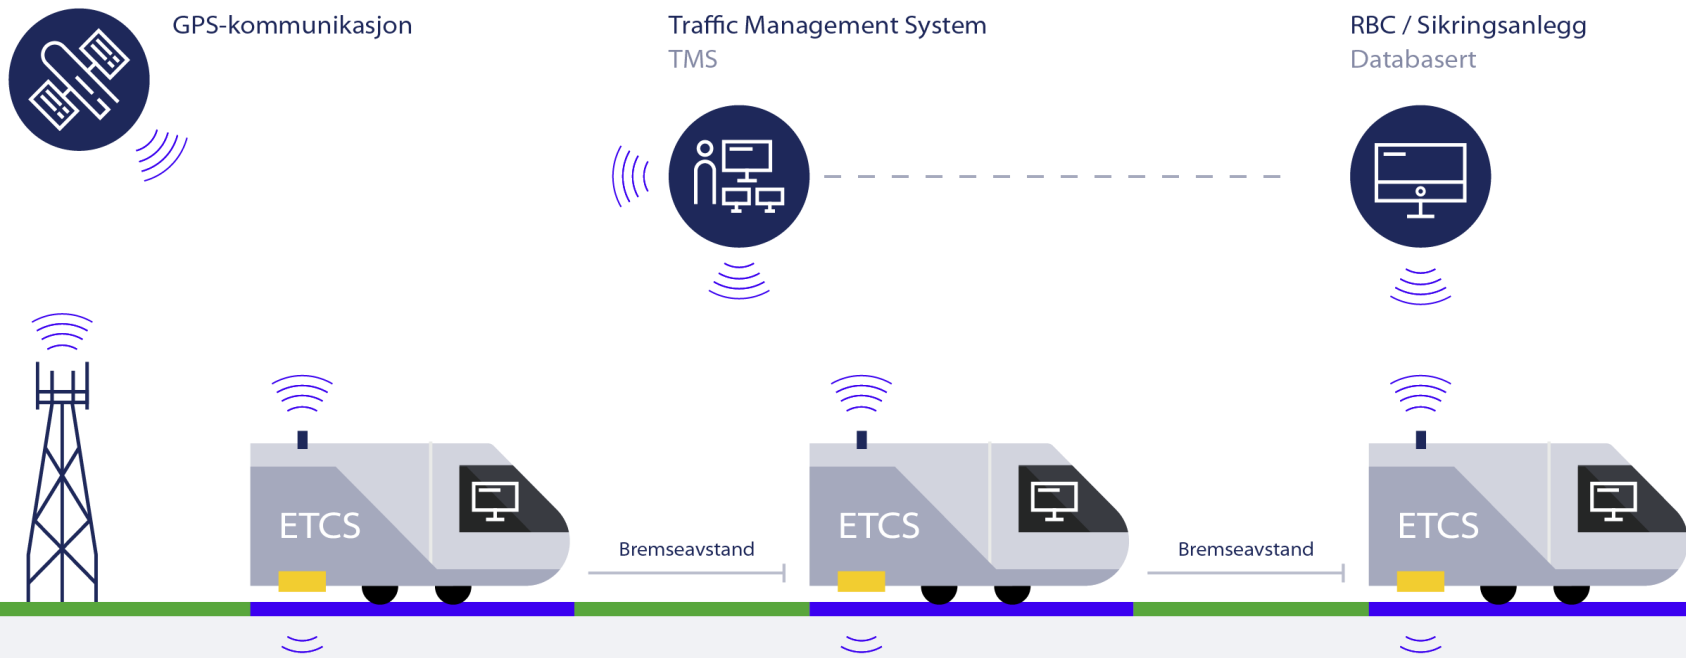 GPS-kommunikasjon
Traffic Management System
TMS
RBC / Sikringsanlegg
Databasert
ETCS
Bremseavstand
ETCS
Bremseavstand
ETCS